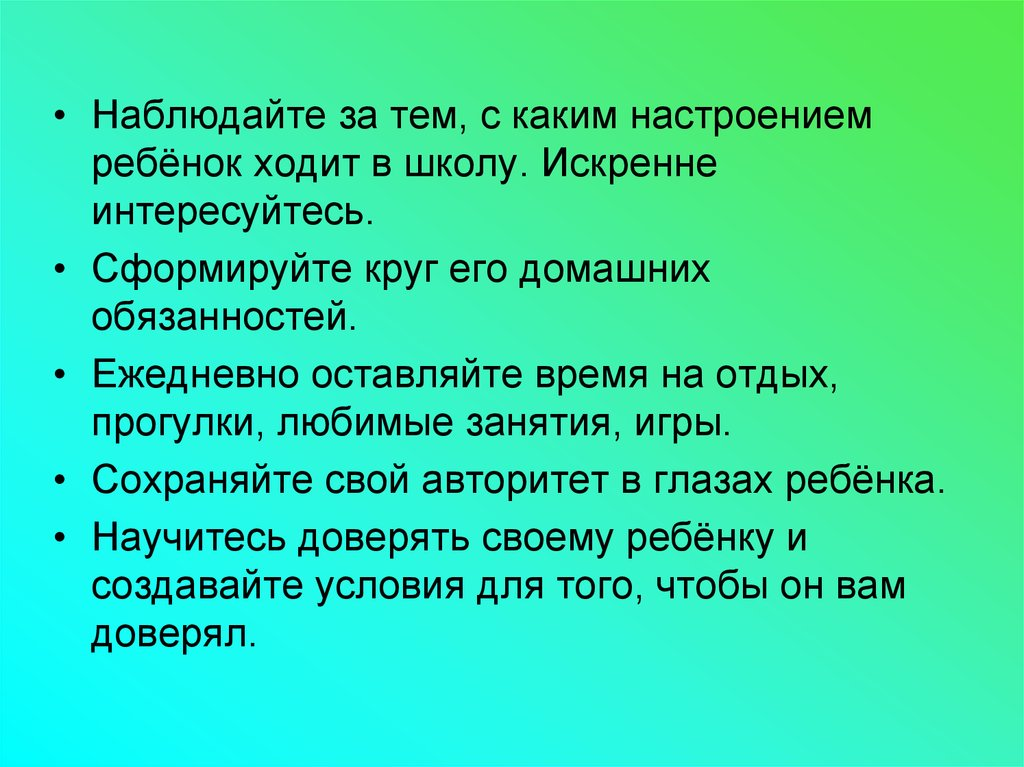 • Наблюдайте за тем, с каким настроением
ребёнок ходит в школу. Искренне
интересуйтесь.
• Сформируйте круг его домашних
обязанностей.
• Ежедневно оставляйте время на отдых,
прогулки, любимые занятия, игры.
• Сохраняйте свой авторитет в глазах ребёнка.
• Научитесь доверять своему ребёнку и
создавайте условия для того, чтобы он вам
доверял.